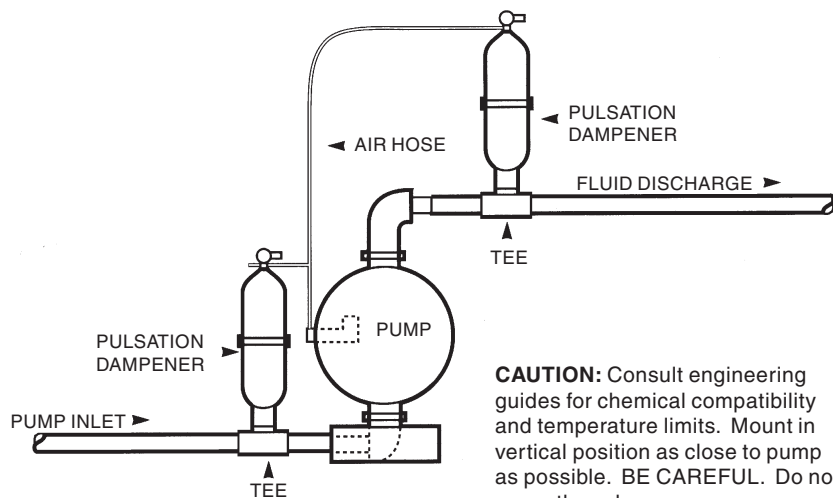 PULSATION
DAMPENER
AIR HOSE
FLUID DISCHARGE
TEE
PUMP
PULSATION
DAMPENER
PUMP INLET
TEE
CAUTION: Consult engineering
guides for chemical compatibility
and temperature limits. Mount in
vertical position as close to pump
as possible. BE CAREFUL. Do no